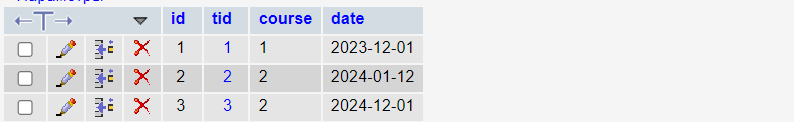 id tid course date
1 1 1 2023-12-01
2 2 2 2024-01-12
3 3 2 2024-12-01